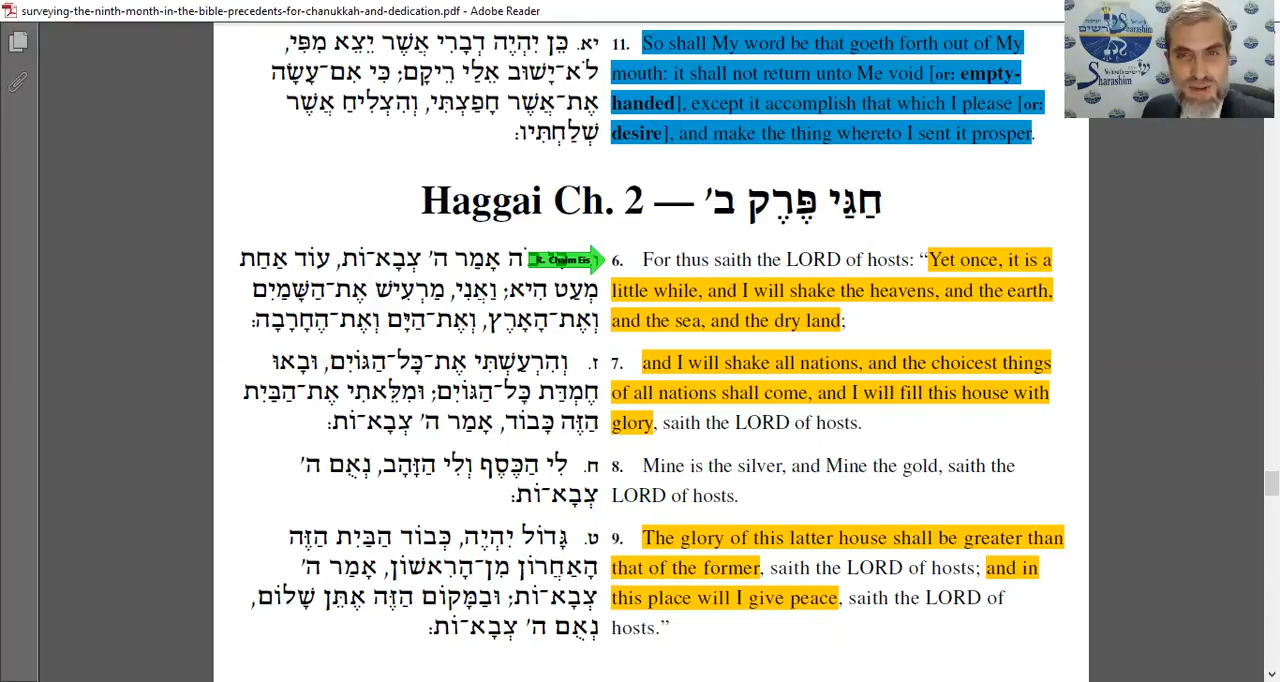 surveying-the-ninth-month-in-the-bible-precedents-for-chanukkah-and-dedication.pdf - Adobe Reader
Sharashim
Sharashim
יא. כֵּן יִהְיֶה דְבָרִי אֲשֶׁר יֵצֵא מִפִּי,
לֹא־יָשׁוּב אֵלַי רֵיקָם; כִּי אִם־עָשָׂה
אֶת־אֲשֶׁר חָפַצְתִּי, וְהִצְלִיחַ אֲשֶׁר
שְׁלַחְתִּיו׃
11. So shall My word be that goeth forth out of My
mouth: it shall not return unto Me void [or: empty-
handed], except it accomplish that which I please [or:
desire], and make the thing whereto I sent it prosper.
Haggai Ch. 2 — חַגַּי פֶּרֶק ב׳
אָמַר ה׳ צְבָא־וֹת, עוֹד אַחַת
מְעַט הִיא; וַאֲנִי, מַרְעִישׁ אֶת־הַשָּׁמַיִם
וְאֶת־הָאָרֶץ, וְאֶת־הַיָּם וְאֶת־הֶחָרָבָה׃
R. Chaim Eis
6. For thus saith the LORD of hosts: “Yet once, it is a
little while, and I will shake the heavens, and the earth,
and the sea, and the dry land;
ז. וְהִרְעַשְׁתִּי אֶת־כָּל־הַגּוֹיִם, וּבָאוּ
חֶמְדַּת כָּל־הַגּוֹיִם; וּמִלֵּאתִי אֶת־הַבַּיִת
הַזֶּה כָּבוֹד, אָמַר ה׳ צְבָא־וֹת׃
7. and I will shake all nations, and the choicest things
of all nations shall come, and I will fill this house with
glory, saith the LORD of hosts.
ח. לִי הַכֶּסֶף וְלִי הַזָּהָב, נְאֻם ה׳
צְבָא־וֹת׃
8. Mine is the silver, and Mine the gold, saith the
LORD of hosts.
ט. גָּדוֹל יִהְיֶה, כְּבוֹד הַבַּיִת הַזֶּה
הָאַחֲרוֹן מִן־הָרִאשׁוֹן, אָמַר ה׳
צְבָא־וֹת; וּבַמָּקוֹם הַזֶּה אֶתֵּן שָׁלוֹם,
נְאֻם ה׳ צְבָא־וֹת׃
9. The glory of this latter house shall be greater than
that of the former, saith the LORD of hosts; and in
this place will I give peace, saith the LORD of
hosts.”